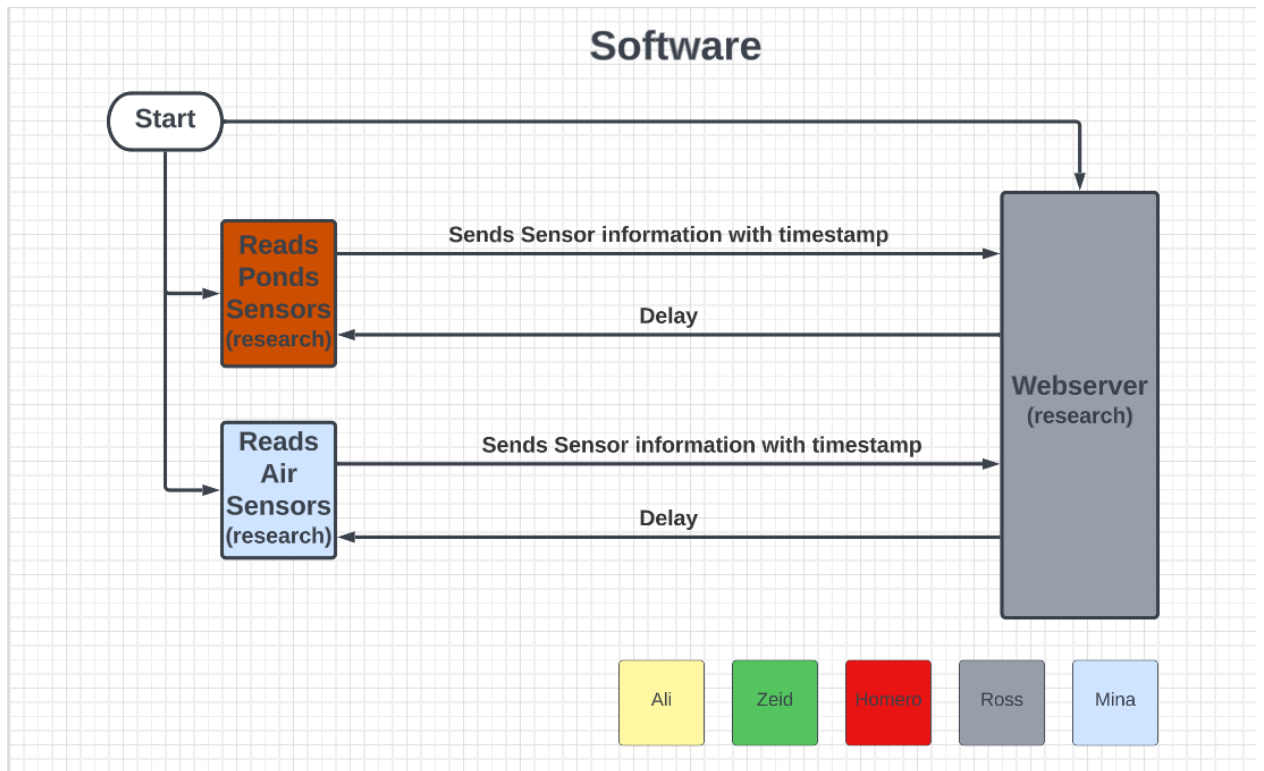 Software
Start
Reads
Ponds
Sensors
(research)
Sends Sensor information with timestamp
Delay
Webserver
(research)
Reads
Air
Sensors
(research)
Sends Sensor information with timestamp
Delay
Ali
Zeid
Homero
Ross
Mina